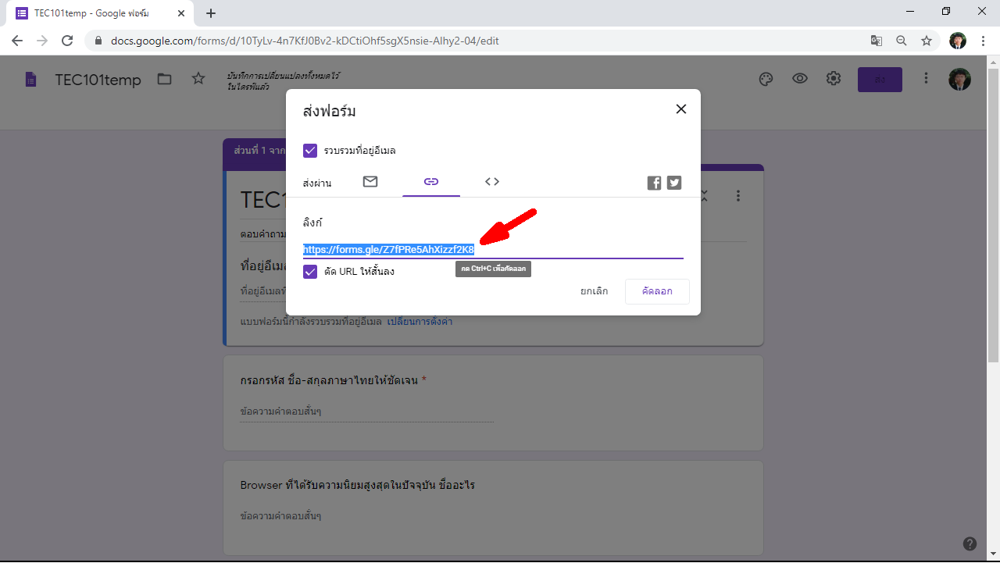 TEC101temp - Google ฟอร์ม
docs.google.com/forms/d/10TyLv-4n7KfJ0Bv2-kDCtiOhf5sgX5nsie-Alhy2-04/edit
TEC101temp
บันทึกการเปลี่ยนแปลงทั้งหมดไว้
ในไดรฟ์แล้ว
ส่ง
ส่งฟอร์ม
ส่วนที่ 1 จาก
รวบรวมที่อยู่อีเมล
ส่งผ่าน
TEC1
ลิงก์
ตอบคำถาม
https://forms.gle/Z7fPRe5AhXizzf2K8
ที่อยู่อีเมล
กด Ctrl+C เพื่อคัดลอก
ตัด URL ให้สั้นลง
ที่อยู่อีเมลที่
ยกเลิก
คัดลอก
แบบฟอร์มนี้กำลังรวบรวมที่อยู่อีเมล เปลี่ยนการตั้งค่า
กรอกรหัส ชื่อ-สกุลภาษาไทยให้ชัดเจน *
ข้อความคำตอบสั้นๆ
Browser ที่ได้รับความนิยมสูงสุดในปัจจุบัน ชื่ออะไร
ข้อความคำตอบสั้นๆ